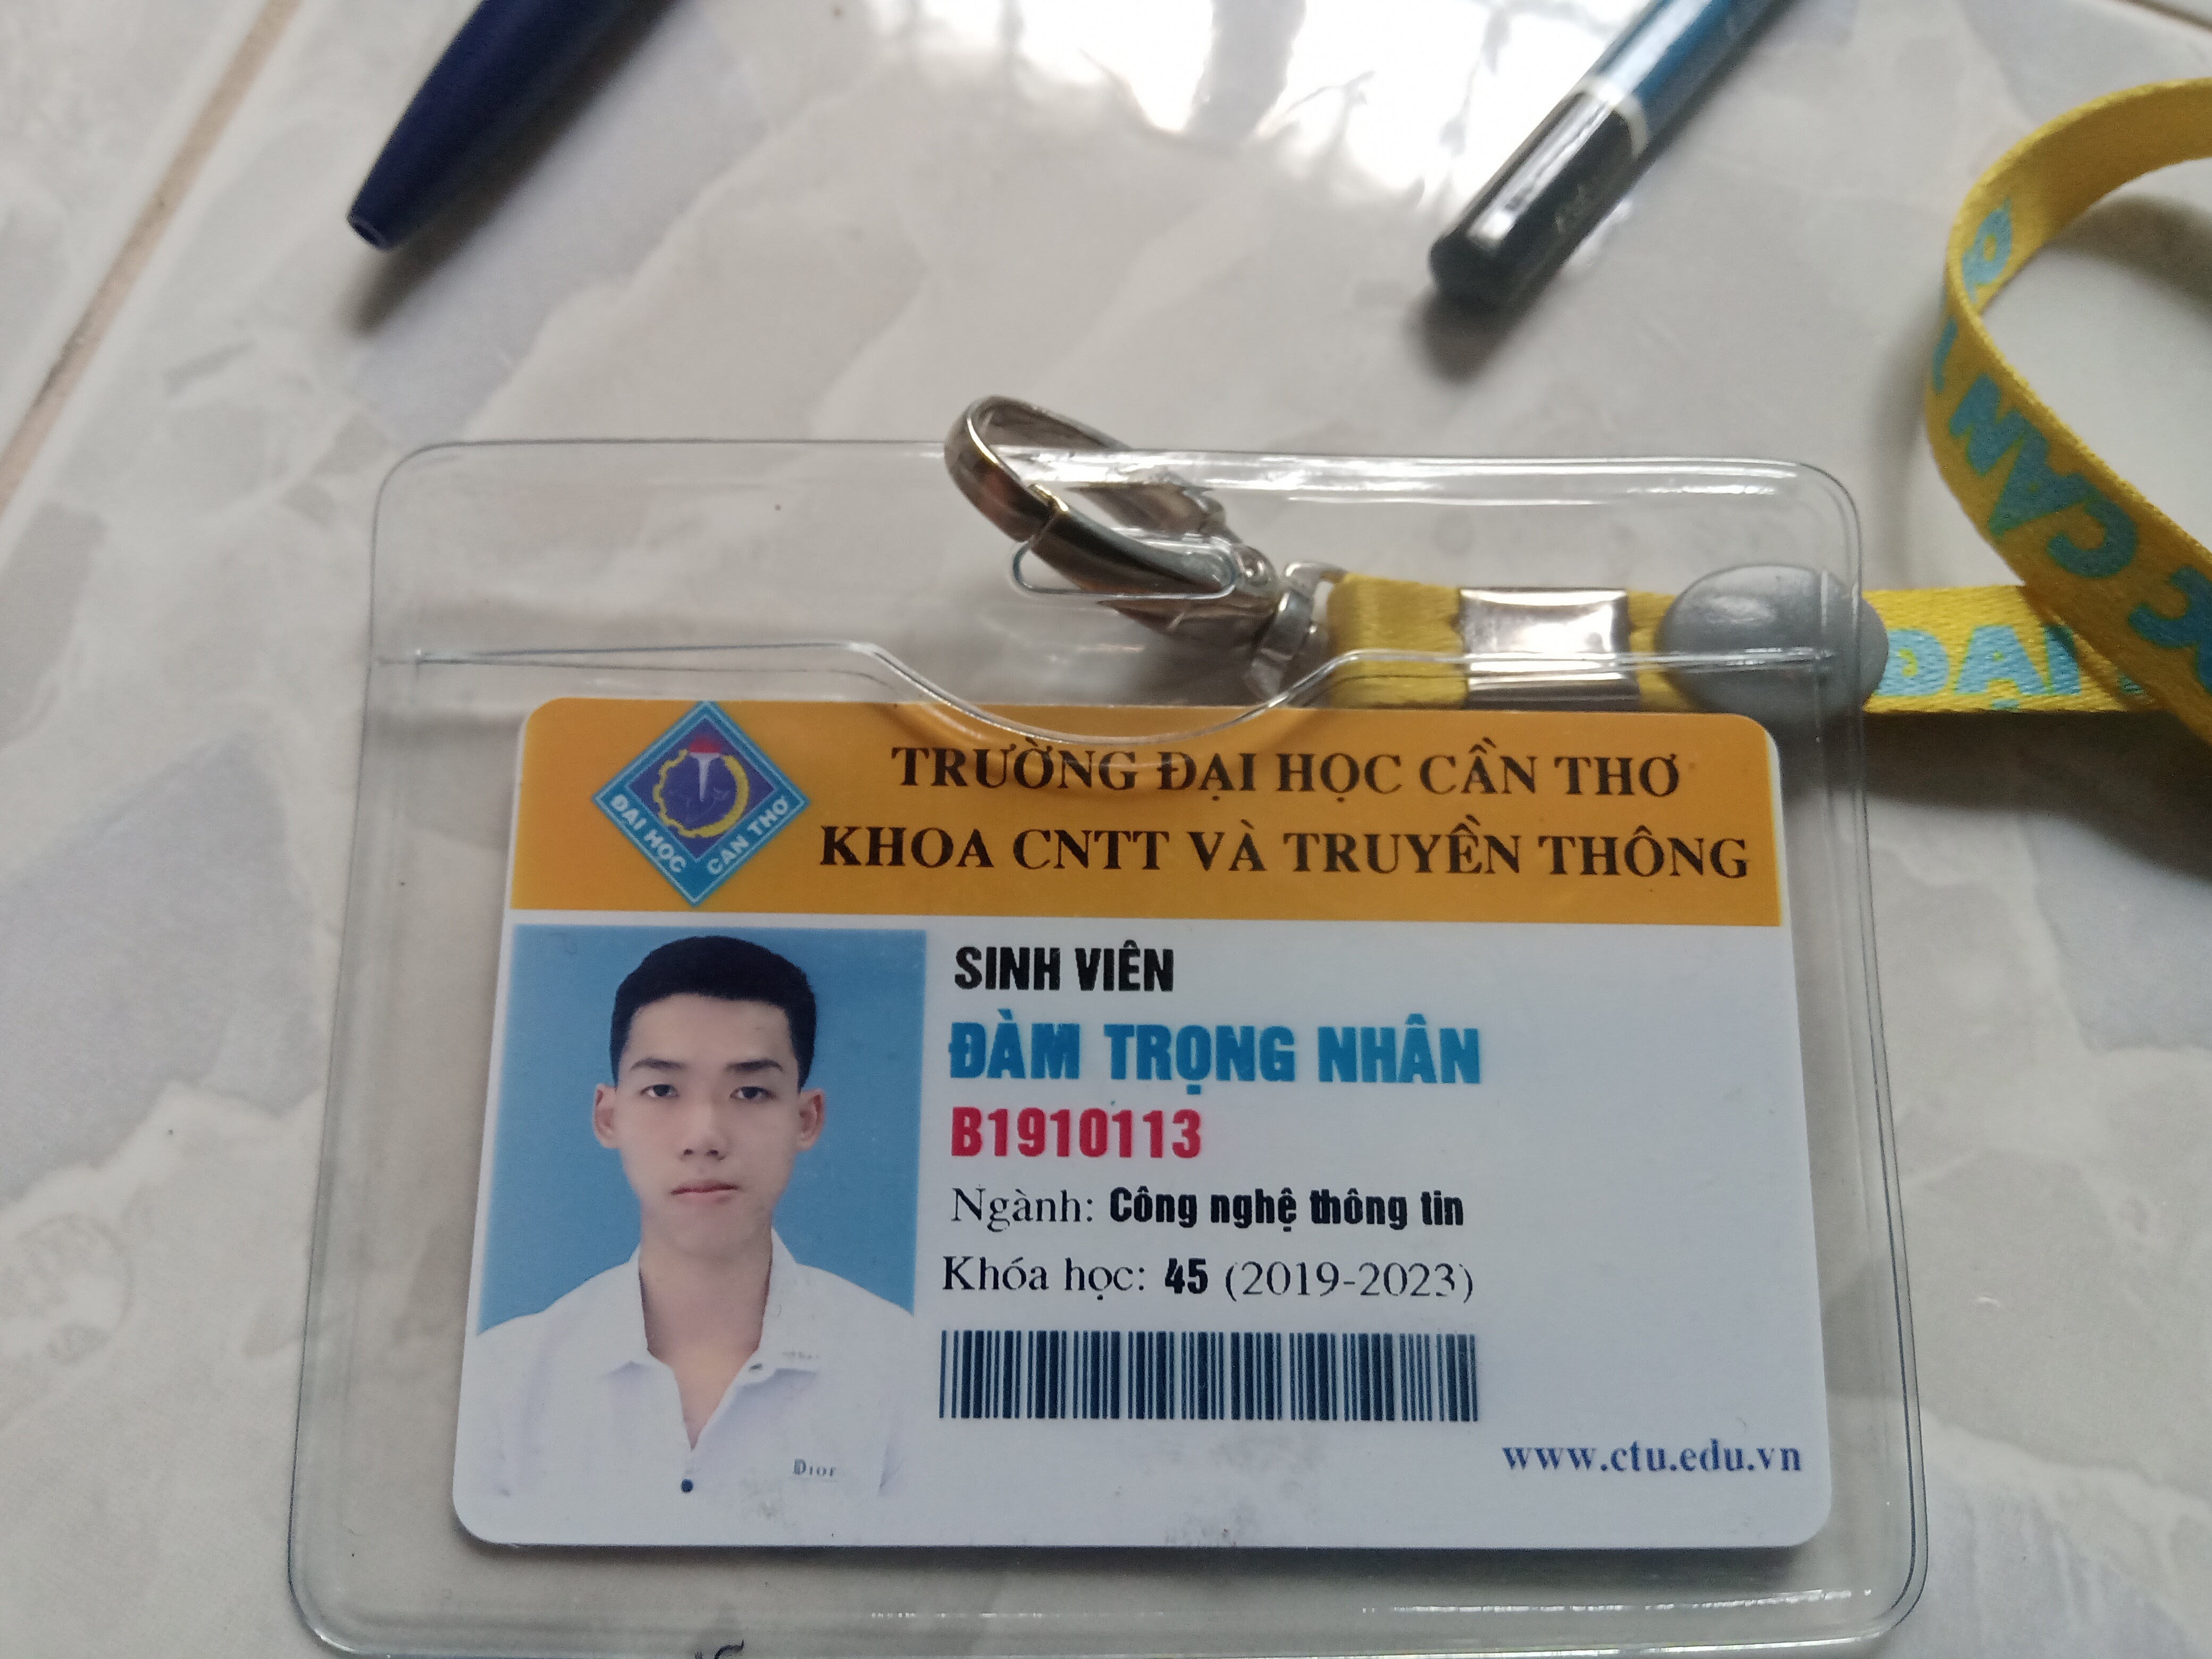 TRƯỜNG ĐẠI HỌC CẦN THƠ
KHOA CNTT VÀ TRUYỀN THÔNG
ĐẠI HỌC CẦN THƠ
SINH VIÊN
ĐÀM TRỌNG NHÂN
B1910113
Ngành: Công nghệ thông tin
Khóa học: 45 (2019-2023)
Dior
www.ctu.edu.vn
ĐẠI
CẦN